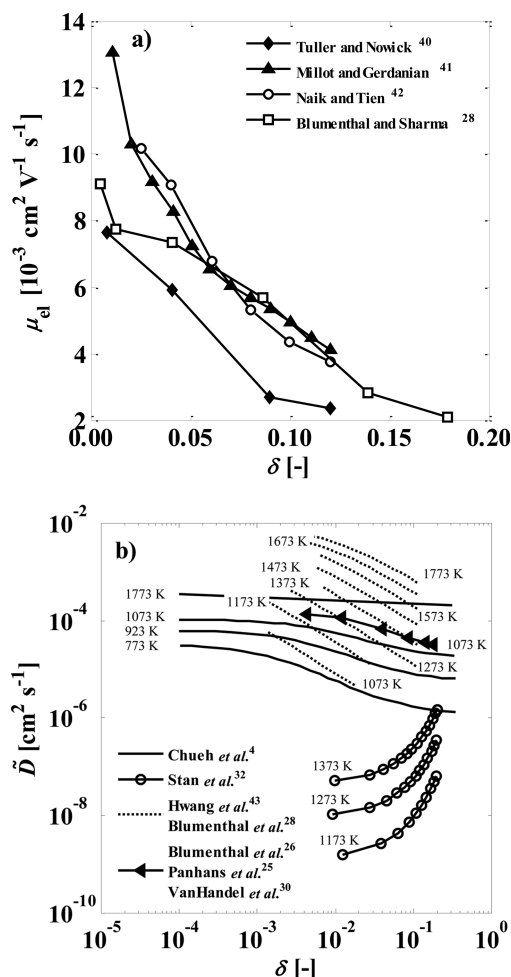 a)
Tuller and Nowick 40
Millot and Gerdanian 41
Naik and Tien 42
Blumenthal and Sharma 28
14
12
10
8
6
4
2
μel [10⁻³ cm² V⁻¹ s⁻¹]
0.00 0.05 0.10 0.15 0.20
δ [-]
b)
10⁻²
10⁻⁴
10⁻⁶
10⁻⁸
10⁻¹⁰
D̃ [cm² s⁻¹]
1673 K
1473 K
1373 K
1773 K
1773 K
1173 K
1573 K
1073 K
923 K
1073 K
773 K
1273 K
1073 K
1373 K
1273 K
1173 K
Chueh et al.4
Stan et al.32
Hwang et al.43
Blumenthal et al.28
Blumenthal et al.26
Panhans et al.25
VanHandel et al.30
10⁻⁵ 10⁻⁴ 10⁻³ 10⁻² 10⁻¹ 10⁰
δ [-]